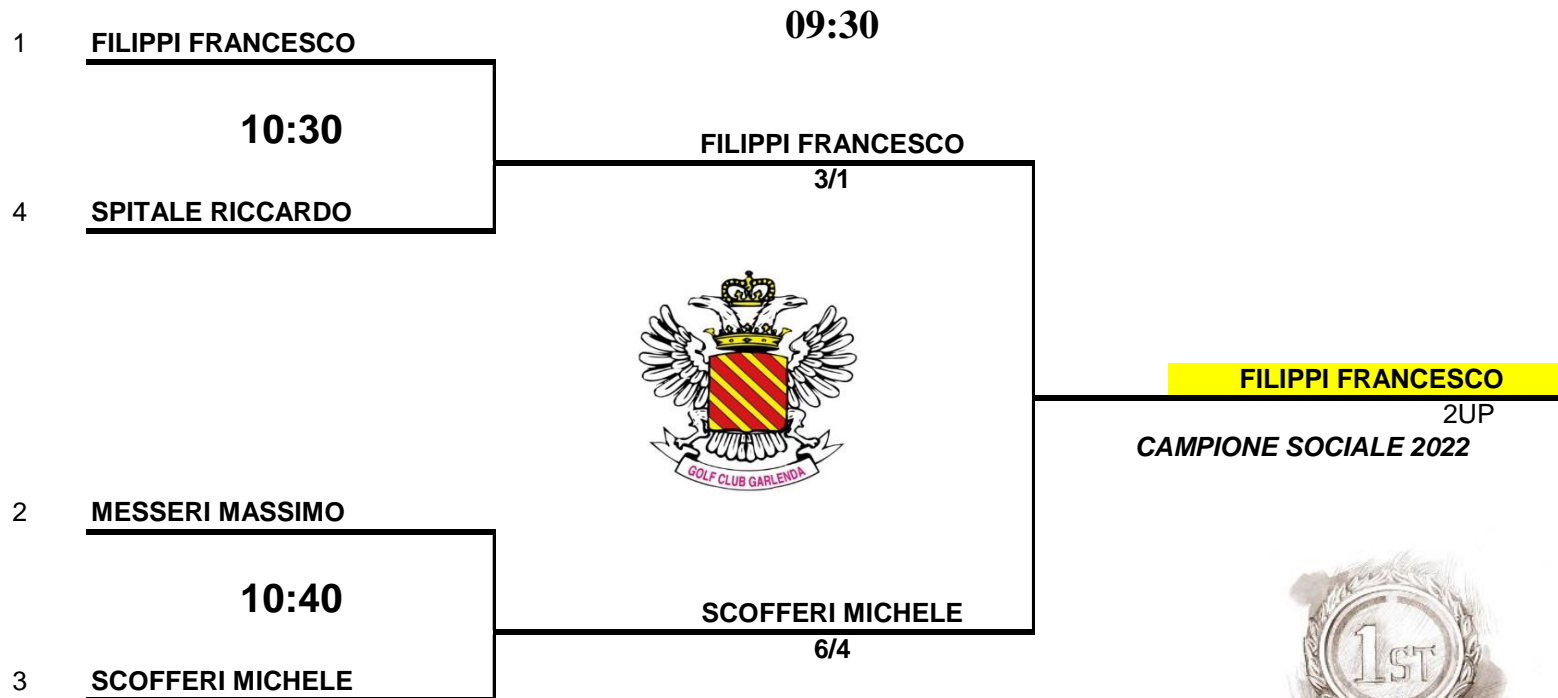 09:30
1 FILIPPI FRANCESCO
10:30
FILIPPI FRANCESCO
3/1
4 SPITALE RICCARDO
GOLF CLUB GARLENDA
FILIPPI FRANCESCO
2UP
CAMPIONE SOCIALE 2022
2 MESSERI MASSIMO
10:40
SCOFFERI MICHELE
6/4
3 SCOFFERI MICHELE
1ST